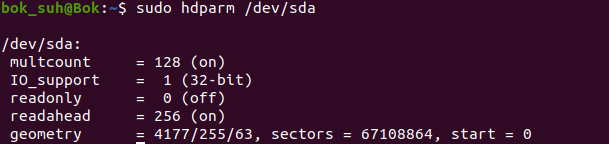 bok_suh@Bok:~$ sudo hdparm /dev/sda
/dev/sda:
multcount = 128 (on)
IO_support = 1 (32-bit)
readonly = 0 (off)
readahead = 256 (on)
geometry = 4177/255/63, sectors = 67108864, start = 0